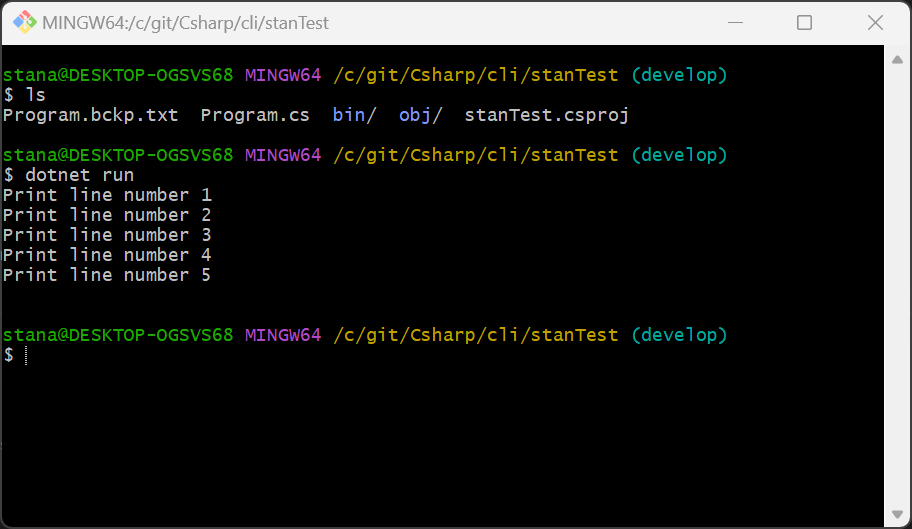 MINGW64:/c/git/Csharp/cli/stanTest
stana@DESKTOP-OGSVS68 MINGW64 /c/git/Csharp/cli/stanTest (develop)
$ ls
Program.bckp.txt  Program.cs  bin/  obj/  stanTest.csproj
stana@DESKTOP-OGSVS68 MINGW64 /c/git/Csharp/cli/stanTest (develop)
$ dotnet run
Print line number 1
Print line number 2
Print line number 3
Print line number 4
Print line number 5
stana@DESKTOP-OGSVS68 MINGW64 /c/git/Csharp/cli/stanTest (develop)
$